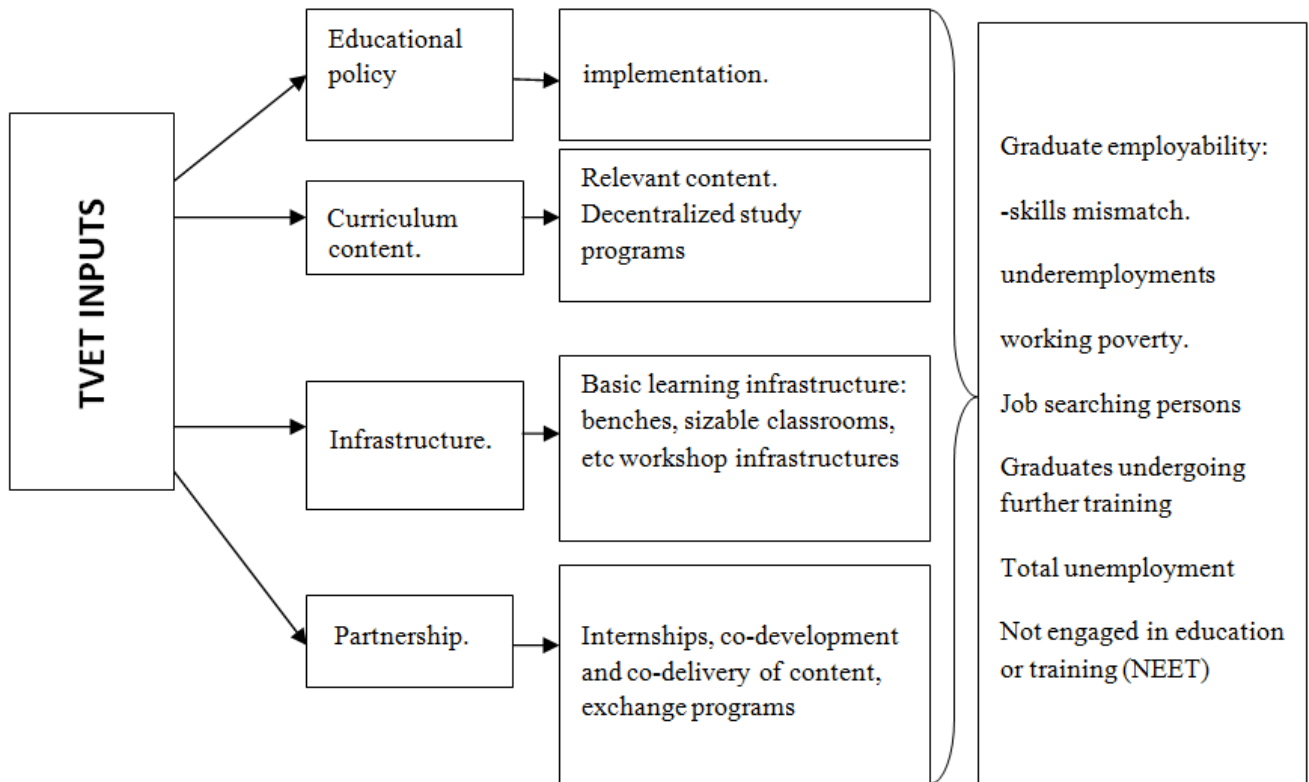 TVET INPUTS
Educational
policy
implementation.
Curriculum
content.
Relevant content.
Decentralized study
programs
Infrastructure.
Basic learning infrastructure:
benches, sizable classrooms,
etc workshop infrastructures
Partnership.
Internships, co-development
and co-delivery of content,
exchange programs
Graduate employability:
-skills mismatch.
underemployments
working poverty.
Job searching persons
Graduates undergoing
further training
Total unemployment
Not engaged in education
or training (NEET)